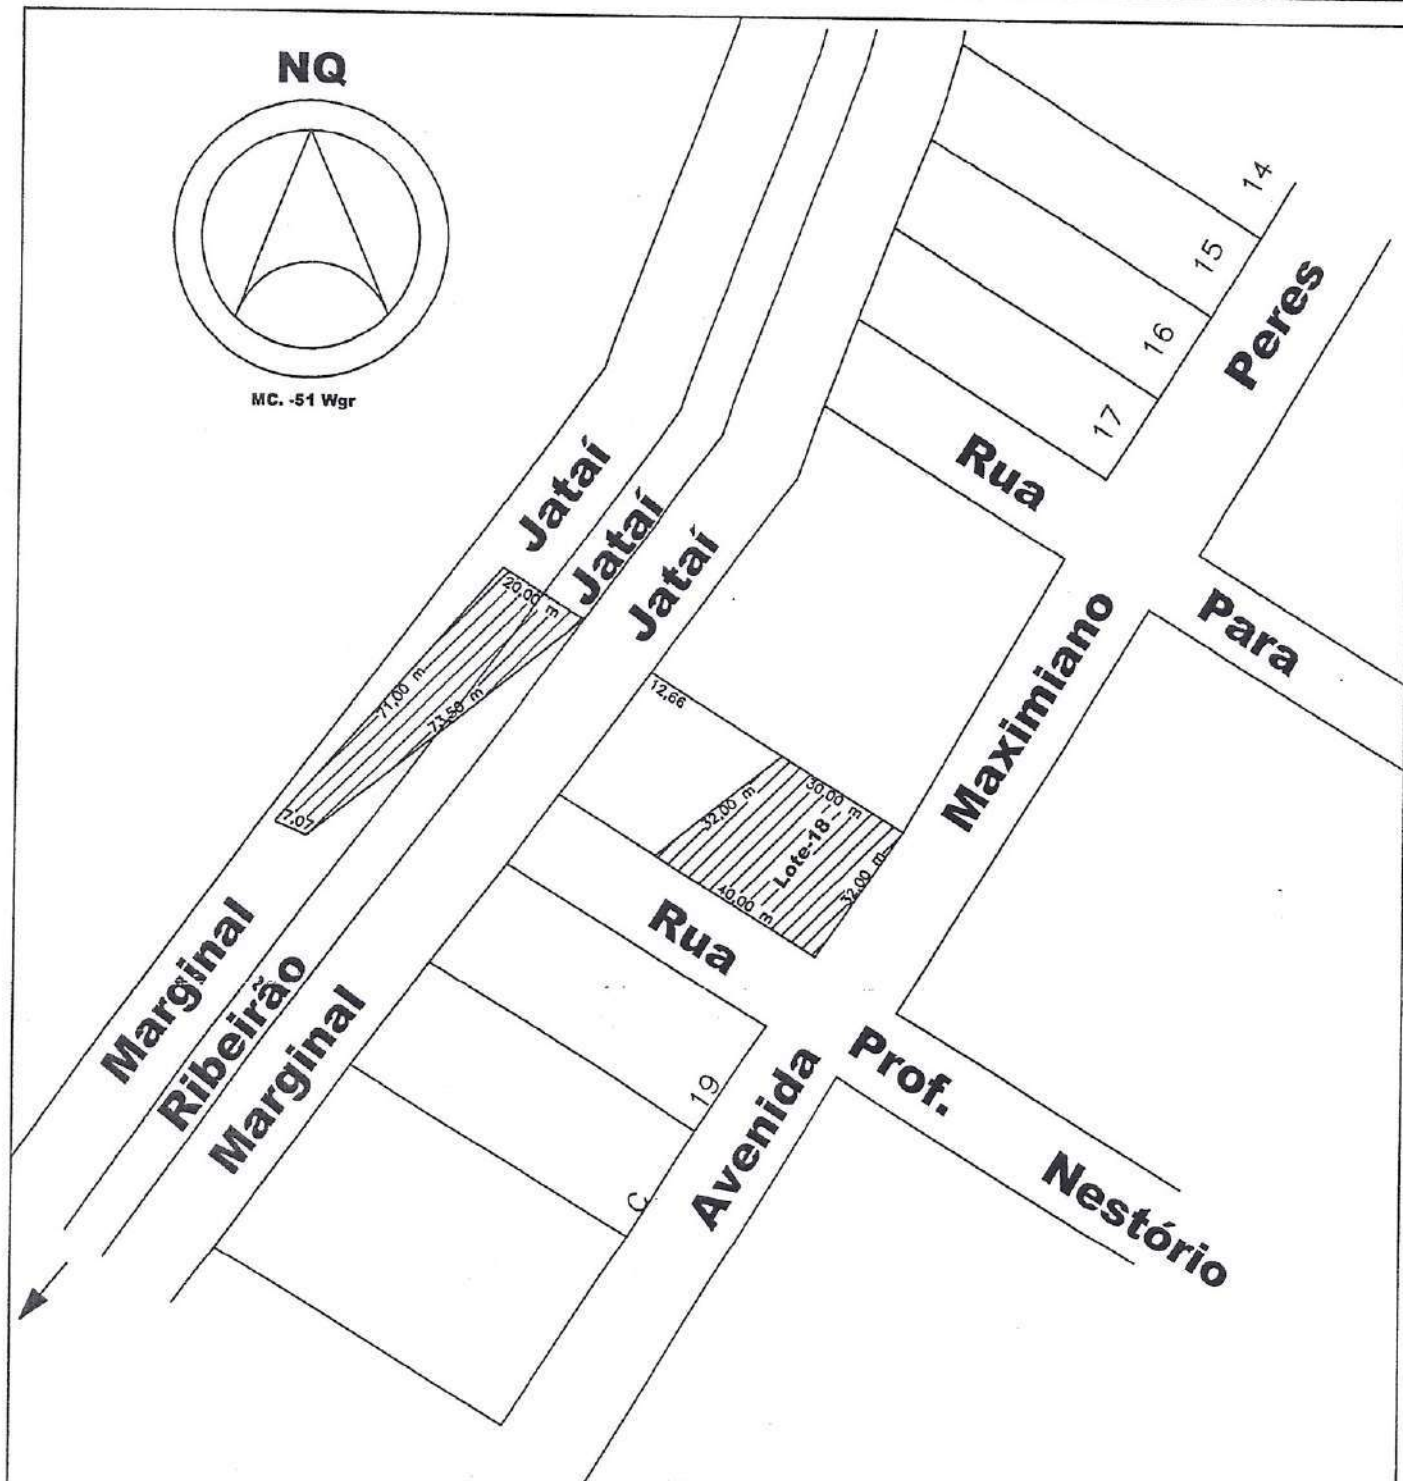 NQ
MC. -51 Wgr
14
15
16
17
Peres
Rua
Para
Jataí
Jataí
Jataí
Maximiano
20,00 m
71,00 m
73,50 m
7,07
12,66
30,00 m
32,00 m
Lote-18
32,00 m
40,00 m
Rua
Prof.
Nestório
Marginal
Ribeirão
Marginal
19
C
Avenida